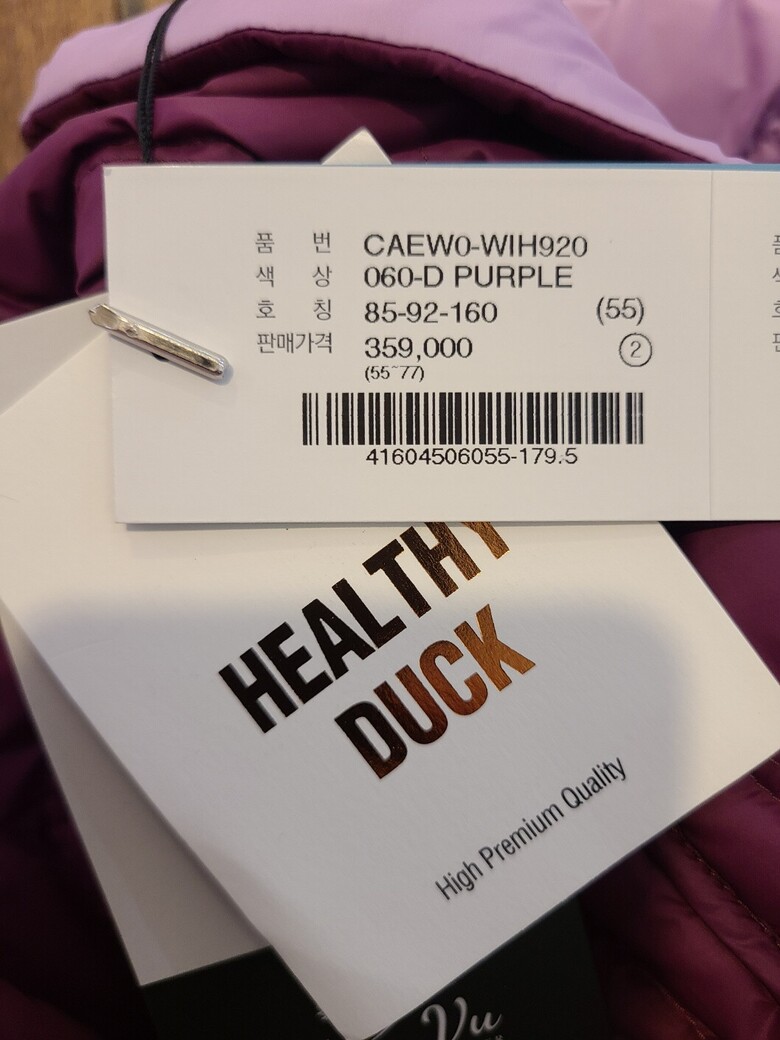 품 번 CAEW0-WIH920
색 상 060-D PURPLE
호 칭 85-92-160 (55)
판매가격 359,000 ②
(55~77)
41604506055-179.5
HEALTHY
DUCK
High Premium Quality
Vu